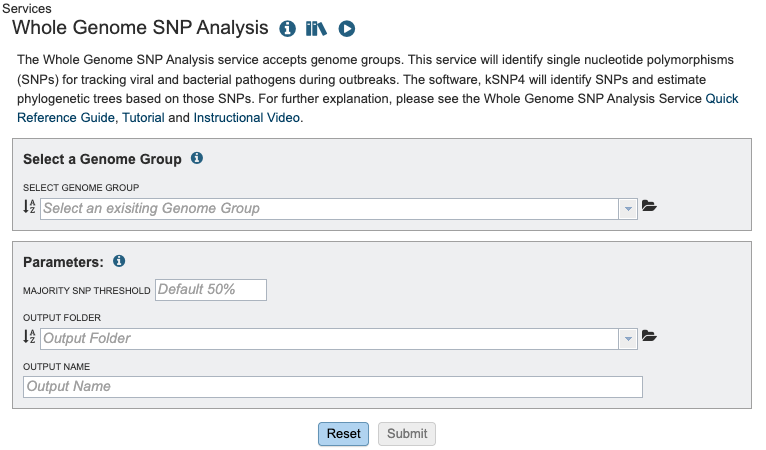 Services
Whole Genome SNP Analysis
The Whole Genome SNP Analysis service accepts genome groups. This service will identify single nucleotide polymorphisms
(SNPs) for tracking viral and bacterial pathogens during outbreaks. The software, kSNP4 will identify SNPs and estimate
phylogenetic trees based on those SNPs. For further explanation, please see the Whole Genome SNP Analysis Service Quick
Reference Guide, Tutorial and Instructional Video.
Select a Genome Group
SELECT GENOME GROUP
Select an exisiting Genome Group
Parameters:
MAJORITY SNP THRESHOLD Default 50%
OUTPUT FOLDER
Output Folder
OUTPUT NAME
Output Name
Reset Submit